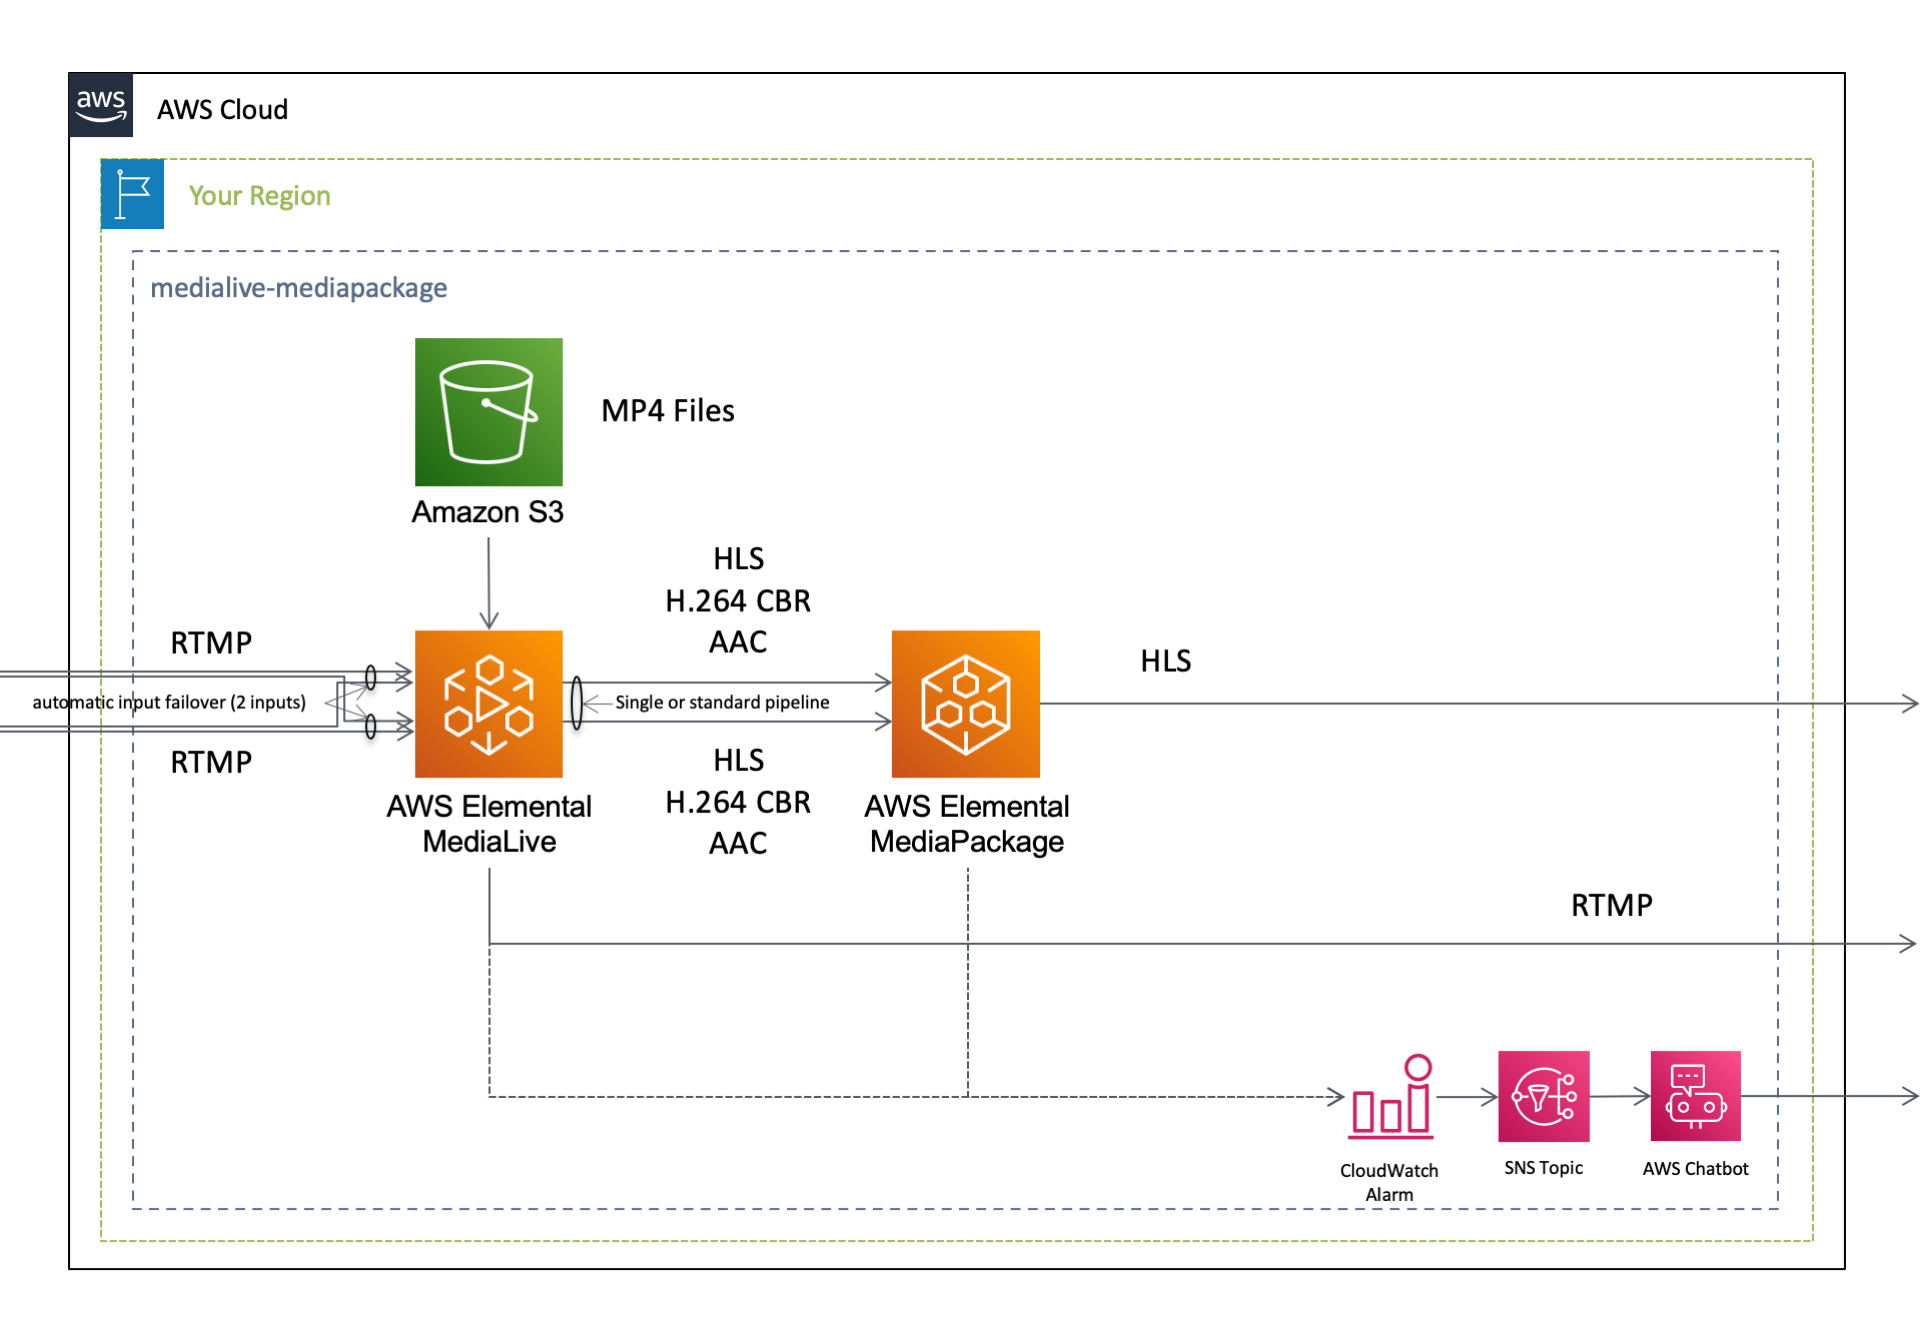 aws
AWS Cloud
Your Region
medialive-mediapackage
MP4 Files
Amazon S3
HLS
H.264 CBR
AAC
RTMP
HLS
automatic input failover (2 inputs)
Single or standard pipeline
RTMP
HLS
H.264 CBR
AAC
AWS Elemental
MediaLive
AWS Elemental
MediaPackage
RTMP
CloudWatch
Alarm
SNS Topic
AWS Chatbot